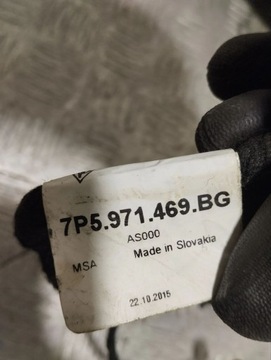 7P5.971.469.BG
AS000
MSA Made in Slovakia
22.10.2015